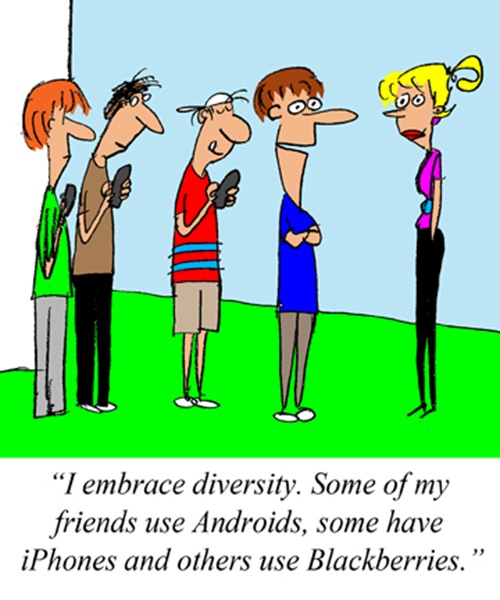 “I embrace diversity. Some of my
friends use Androids, some have
iPhones and others use Blackberries.”